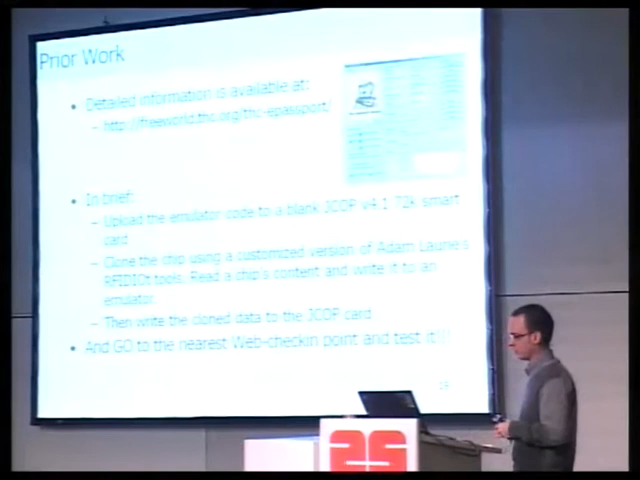 Prior Work
• Detailed information is available at:
– http://freeworld.thc.org/thc-epassport/
• In brief:
– Upload the emulator code to a blank JCOP v4.1 72k smart
card
– Clone the chip using a customized version of Adam Laurie's
RFIDIOt tools. Read a chip's content and write it to an
emulator.
– Then write the cloned data to the JCOP card
• And GO to the nearest Web-checkin point and test it!!!